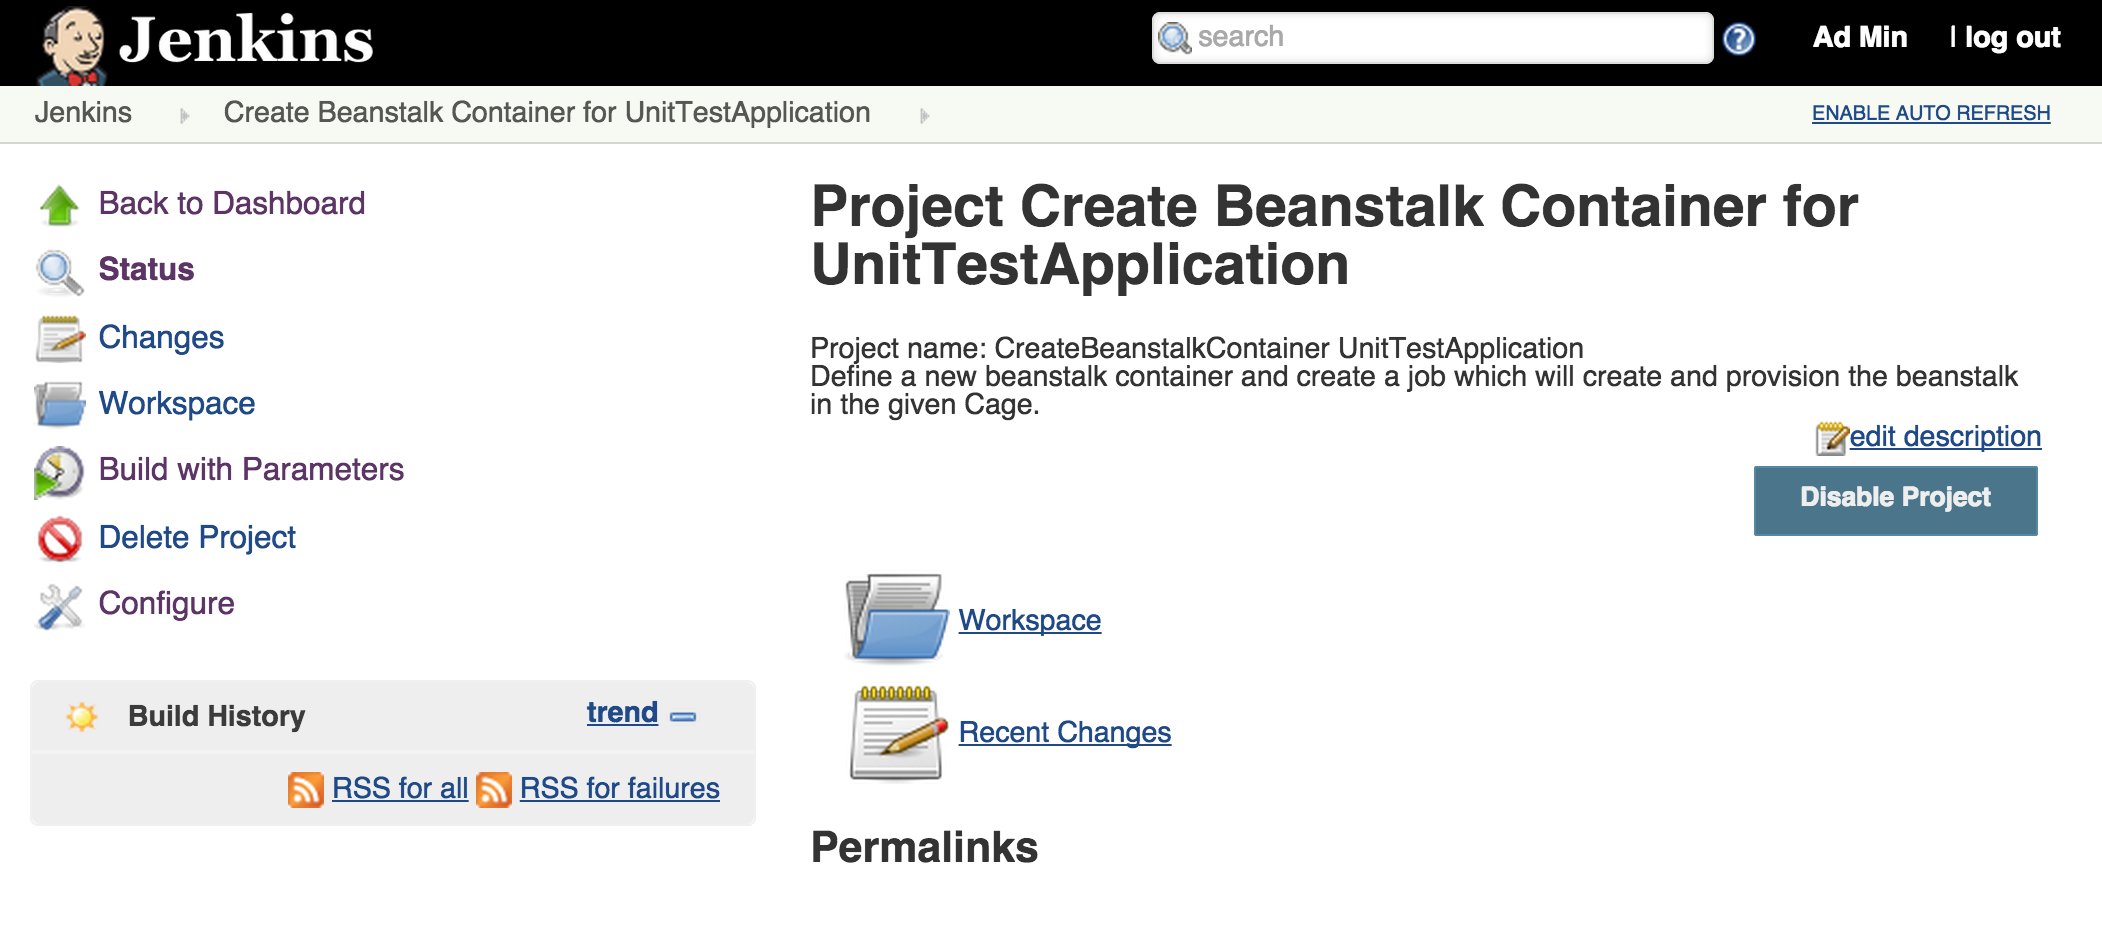 Jenkins
search
Ad Min
| log out
Jenkins
Create Beanstalk Container for UnitTestApplication
ENABLE AUTO REFRESH
Back to Dashboard
Status
Changes
Workspace
Build with Parameters
Delete Project
Configure
Build History
trend
RSS for all
RSS for failures
Project Create Beanstalk Container for
UnitTestApplication
Project name: CreateBeanstalkContainer UnitTestApplication
Define a new beanstalk container and create a job which will create and provision the beanstalk
in the given Cage.
edit description
Disable Project
Workspace
Recent Changes
Permalinks